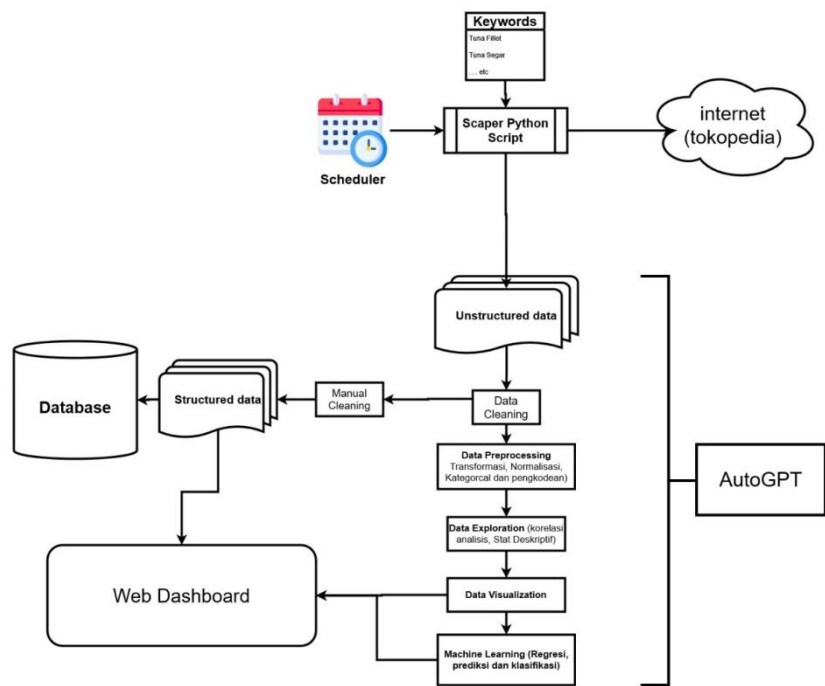 Keywords
Tuna Fillet
Tuna Segar
.... etc
Scheduler
Scaper Python
Script
internet
(tokopedia)
Unstructured data
Database
Structured data
Manual
Cleaning
Data
Cleaning
Data Preprocessing
Transformasi, Normalisasi,
Kategorcal dan pengkodean)
AutoGPT
Data Exploration (korelasi
analisis, Stat Deskriptif)
Web Dashboard
Data Visualization
Machine Learning (Regresi,
prediksi dan klasifikasi)